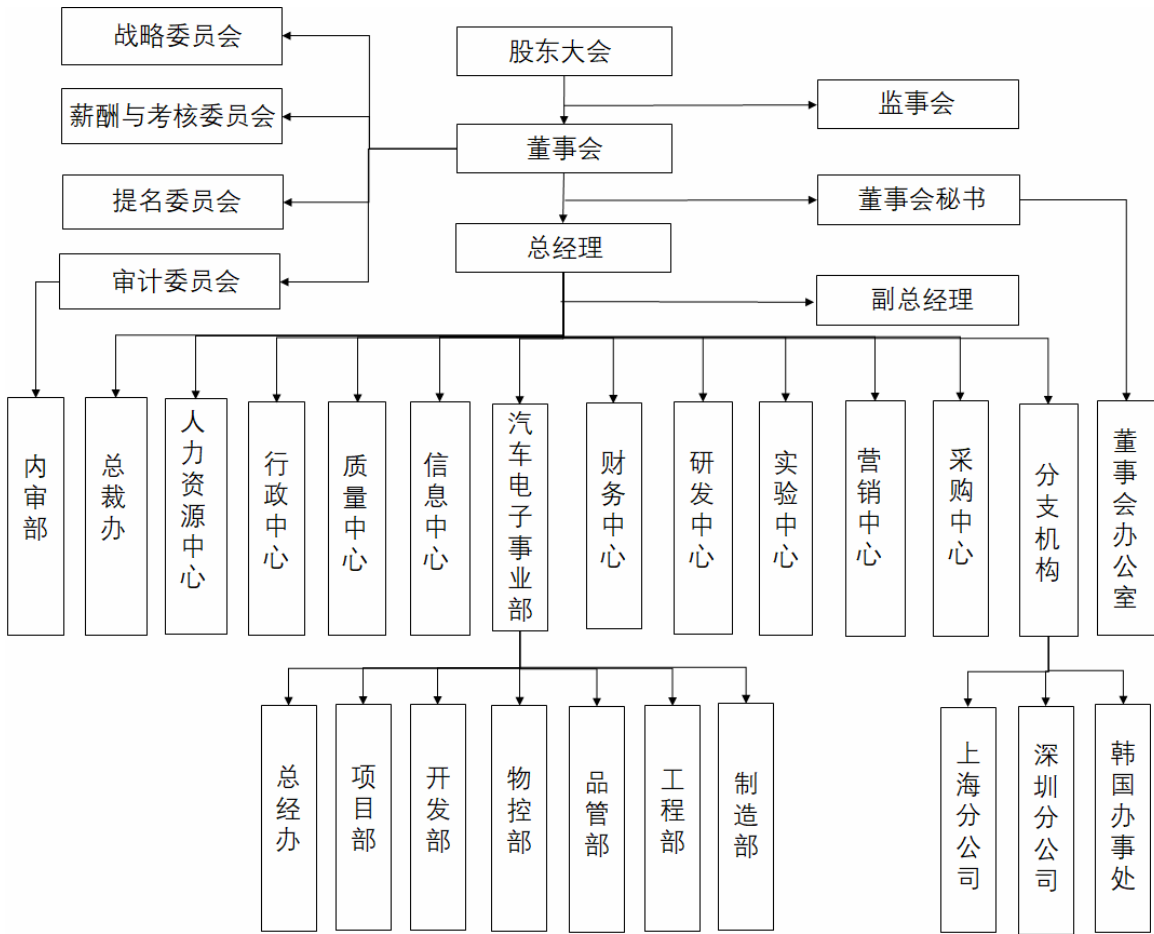 战略委员会
股东大会
薪酬与考核委员会
监事会
董事会
提名委员会
董事会秘书
总经理
审计委员会
副总经理
内审部
总裁办
人力资源中心
行政中心
质量中心
信息中心
汽车电子事业部
财务中心
研发中心
实验中心
营销中心
采购中心
分支机构
董事会办公室
总经办
项目部
开发部
物控部
品管部
工程部
制造部
上海分公司
深圳分公司
韩国办事处